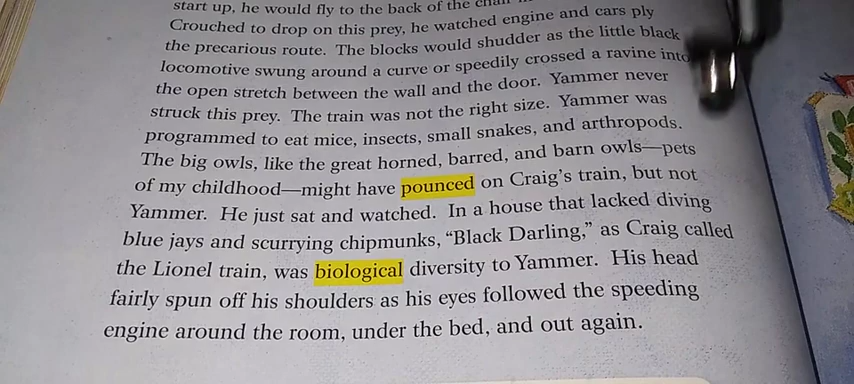 start up, he would fly to the back of the chair
Crouched to drop on this prey, he watched engine and cars ply
the precarious route. The blocks would shudder as the little black
locomotive swung around a curve or speedily crossed a ravine into
the open stretch between the wall and the door. Yammer never
struck this prey. The train was not the right size. Yammer was
programmed to eat mice, insects, small snakes, and arthropods.
The big owls, like the great horned, barred, and barn owls—pets
of my childhood—might have pounced on Craig's train, but not
Yammer. He just sat and watched. In a house that lacked diving
blue jays and scurrying chipmunks, “Black Darling,” as Craig called
the Lionel train, was biological diversity to Yammer. His head
fairly spun off his shoulders as his eyes followed the speeding
engine around the room, under the bed, and out again.